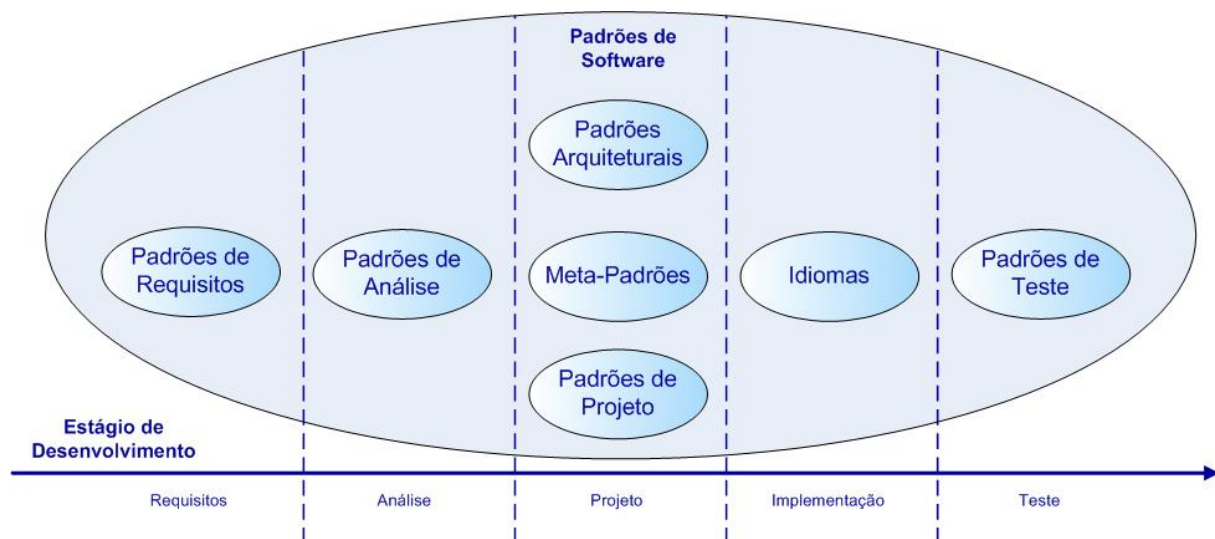 Padrões de
Software
Padrões
Arquiteturais
Padrões de
Requisitos
Padrões de
Análise
Meta-Padrões
Idiomas
Padrões de
Teste
Padrões de
Projeto
Estágio de
Desenvolvimento
Requisitos
Análise
Projeto
Implementação
Teste